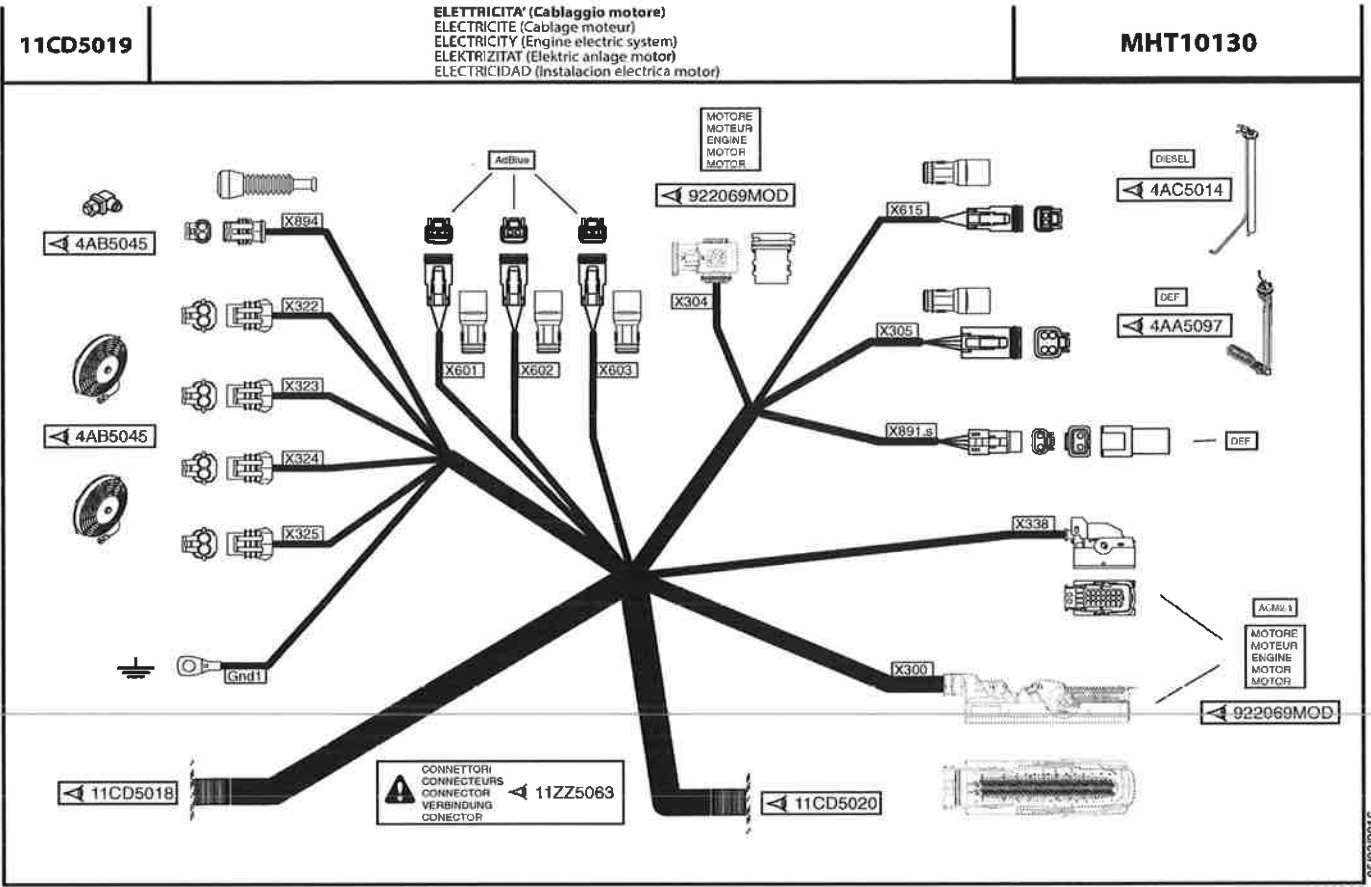 11CD5019
ELETTRICITA' (Cablaggio motore)
ELECTRICITE (Cablage moteur)
ELECTRICITY (Engine electric system)
ELEKTRIZITAT (Elektric anlage motor)
ELECTRICIDAD (Instalacion electrica motor)
MHT10130
MOTORE
MOTEUR
ENGINE
MOTOR
MOTOR
922069MOD
AdBlue
DIESEL
4AC5014
4AB5045
X894
X615
X304
X322
DEF
4AA5097
X305
X601
X602
X603
X323
4AB5045
X891.s
DEF
X324
X325
X338
MOTORE
MOTEUR
ENGINE
MOTOR
MOTOR
Gnd1
X300
922069MOD
11CD5018
CONNETTORI
CONNECTEURS
CONNECTOR
VERBINDUNG
CONECTOR
11ZZ5063
11CD5020